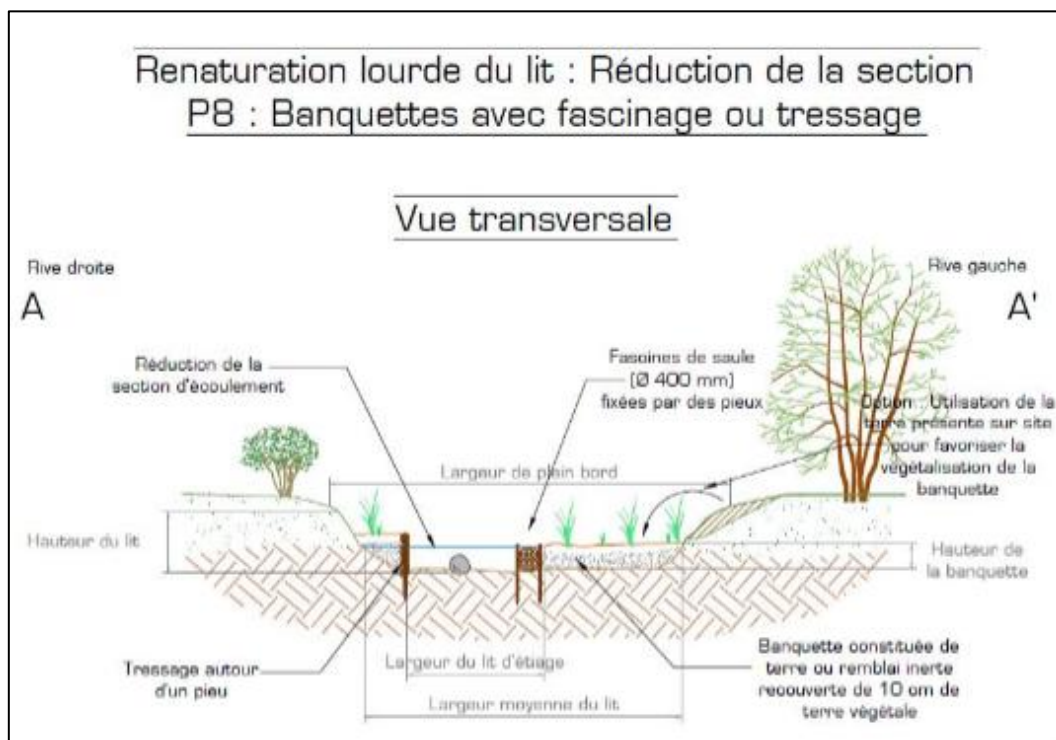 Renaturation lourde du lit : Réduction de la section
P8 : Banquettes avec fascinage ou tressage
Vue transversale
Rive droite
Rive gauche
A
A'
Réduction de la
section d'écoulement
Fascines de saule
(Ø 400 mm)
fixées par des pieux
Option : Utilisation de la
terre présente sur site
pour favoriser la
végétalisation de la
banquette
Largeur de plein bord
Hauteur du lit
Hauteur de
la banquette
Tressage autour
d'un pieu
Largeur du lit d'étiage
Largeur moyenne du lit
Banquette constituée de
terre ou remblai inerte
recouverte de 10 cm de
terre végétale